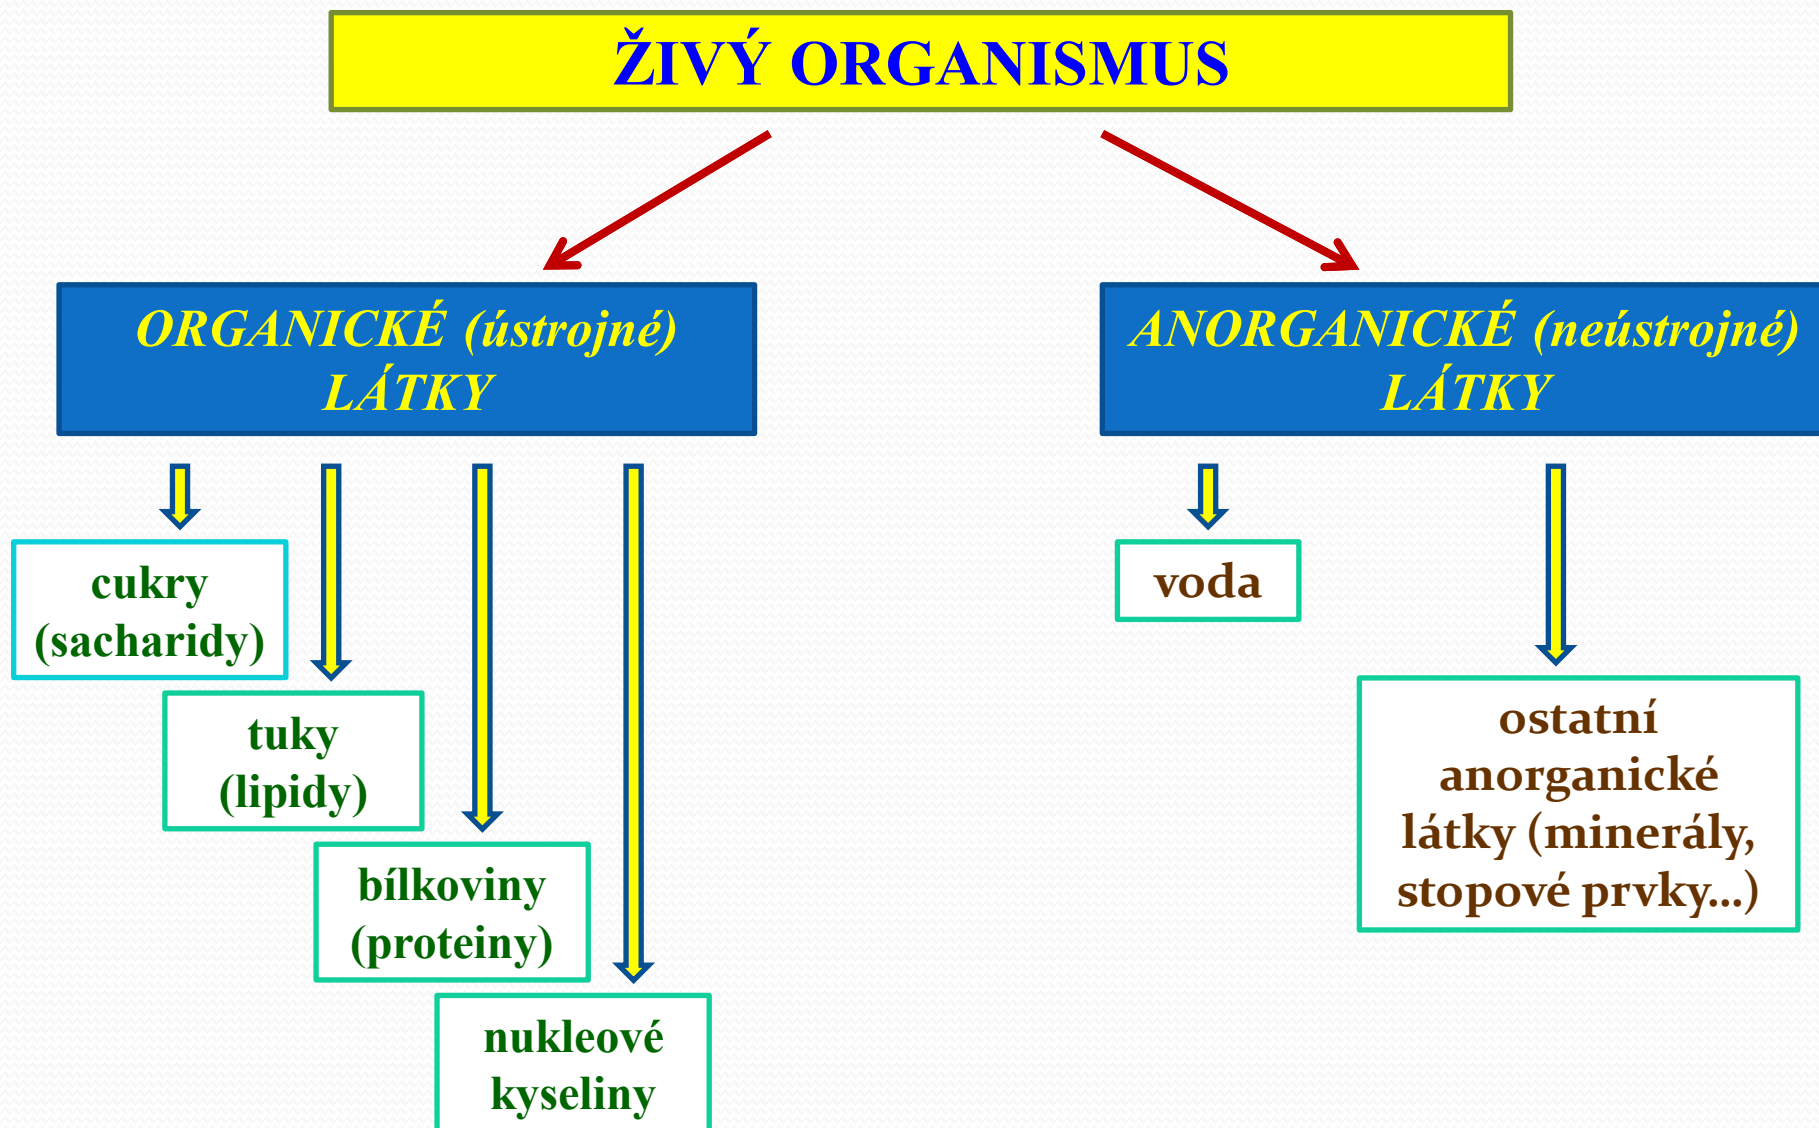 ŽIVÝ ORGANISMUS
ORGANICKÉ (ústrojné)
LÁTKY
ANORGANICKÉ (neústrojné)
LÁTKY
cukry
(sacharidy)
tuky
(lipidy)
bílkoviny
(proteiny)
nukleové
kyseliny
voda
ostatní
anorganické
látky (minerály,
stopové prvky...)